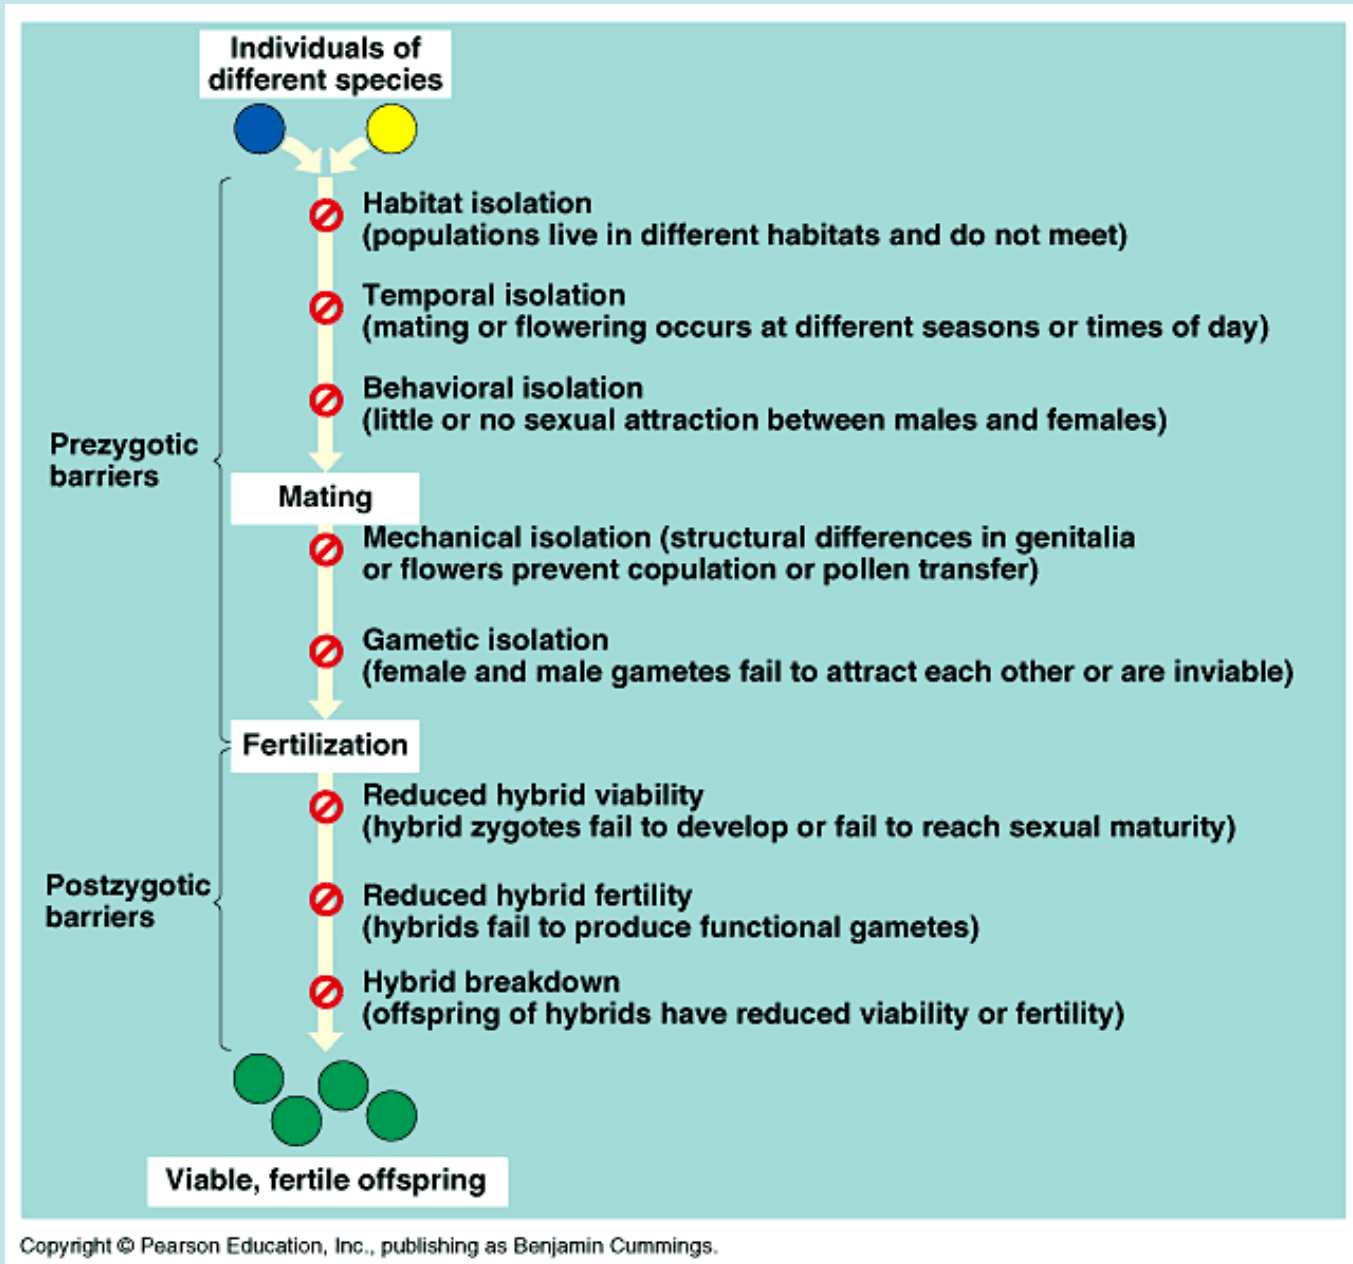 Individuals of
different species
Habitat isolation
(populations live in different habitats and do not meet)
Temporal isolation
(mating or flowering occurs at different seasons or times of day)
Behavioral isolation
(little or no sexual attraction between males and females)
Prezygotic
barriers
Mating
Mechanical isolation (structural differences in genitalia
or flowers prevent copulation or pollen transfer)
Gametic isolation
(female and male gametes fail to attract each other or are inviable)
Fertilization
Reduced hybrid viability
(hybrid zygotes fail to develop or fail to reach sexual maturity)
Postzygotic
barriers
Reduced hybrid fertility
(hybrids fail to produce functional gametes)
Hybrid breakdown
(offspring of hybrids have reduced viability or fertility)
Viable, fertile offspring
Copyright © Pearson Education, Inc., publishing as Benjamin Cummings.